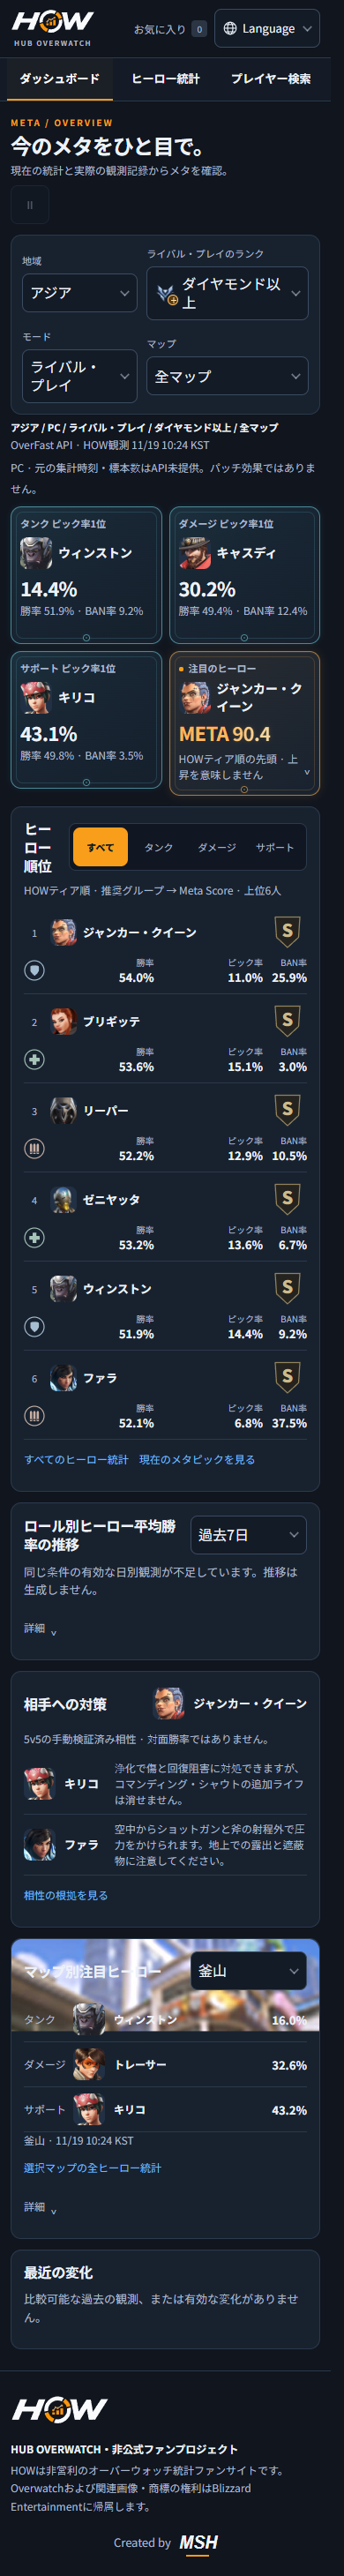 HOW
HUB OVERWATCH
お気に入り 0
Language
ダッシュボード ヒーロー統計 プレイヤー検索
META / OVERVIEW
今のメタをひと目で。
現在の統計と実際の観測記録からメタを確認。
地域
アジア
ライバル・プレイのランク
ダイヤモンド以
上
モード
ライバル・
プレイ
マップ
全マップ
アジア / PC / ライバル・プレイ / ダイヤモンド以上 / 全マップ
OverFast API · HOW観測 11/19 10:24 KST
PC · 元の集計時刻・標本数はAPI未提供。パッチ効果ではありま
せん。
タンク ピック率1位
ウィンストン
14.4%
勝率 51.9% · BAN率 9.2%
ダメージ ピック率1位
キャスディ
30.2%
勝率 49.4% · BAN率 12.4%
サポート ピック率1位
キリコ
43.1%
勝率 49.8% · BAN率 3.5%
注目のヒーロー
ジャンカー・ク
イーン
META 90.4
HOWティア順の先頭 · 上
昇を意味しません
ヒー
ロー
順位
すべて タンク ダメージ サポート
HOWティア順 · 推奨グループ → Meta Score · 上位6人
1 ジャンカー・クイーン S
勝率 ピック率 BAN率
54.0% 11.0% 25.9%
2 ブリギッテ S
勝率 ピック率 BAN率
53.6% 15.1% 3.0%
3 リーパー S
勝率 ピック率 BAN率
52.2% 12.9% 10.5%
4 ゼニヤッタ S
勝率 ピック率 BAN率
53.2% 13.6% 6.7%
5 ウィンストン S
勝率 ピック率 BAN率
51.9% 14.4% 9.2%
6 ファラ S
勝率 ピック率 BAN率
52.1% 6.8% 37.5%
すべてのヒーロー統計 現在のメタピックを見る
ロール別ヒーロー平均勝
率の推移
過去7日
同じ条件の有効な日別観測が不足しています。推移は
生成しません。
詳細
相手への対策
ジャンカー・クイーン
5v5の手動検証済み相性 · 対面勝率ではありません。
キリコ
浄化で傷と回復阻害に対処できますが、
コマンディング・シャウトの追加ライフ
は消せません。
ファラ
空中からショットガンと斧の射程外で圧
力をかけられます。地上での露出と遮蔽
物に注意してください。
相性の根拠を見る
マップ別注目ヒーロー
釜山
タンク ウィンストン 16.0%
ダメージ トレーサー 32.6%
サポート キリコ 43.2%
釜山 · 11/19 10:24 KST
選択マップの全ヒーロー統計
詳細
最近の変化
比較可能な過去の観測、または有効な変化がありませ
ん。
HOW
HUB OVERWATCH · 非公式ファンプロジェクト
HOWは非営利のオーバーウォッチ統計ファンサイトです。
Overwatchおよび関連画像・商標の権利はBlizzard
Entertainmentに帰属します。
Created by MSH